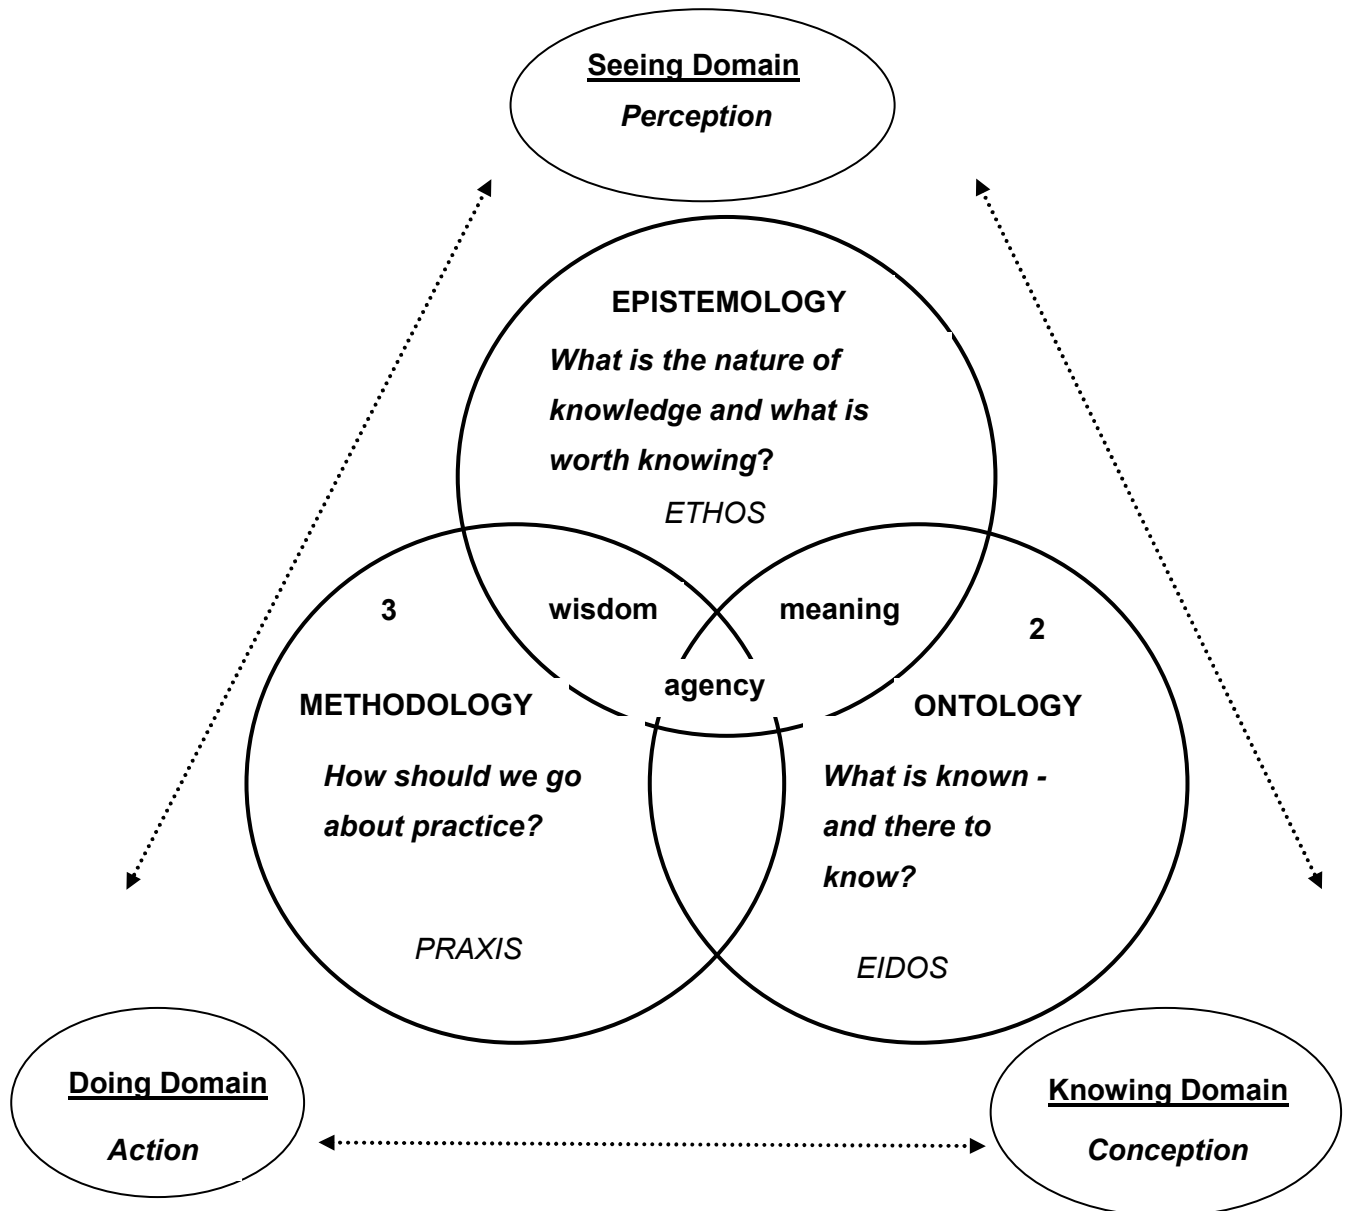 Seeing Domain
Perception
EPISTEMOLOGY
What is the nature of
knowledge and what is
worth knowing?
ETHOS
3
wisdom
meaning
2
agency
METHODOLOGY
How should we go
about practice?
PRAXIS
ONTOLOGY
What is known -
and there to
know?
EIDOS
Doing Domain
Action
Knowing Domain
Conception